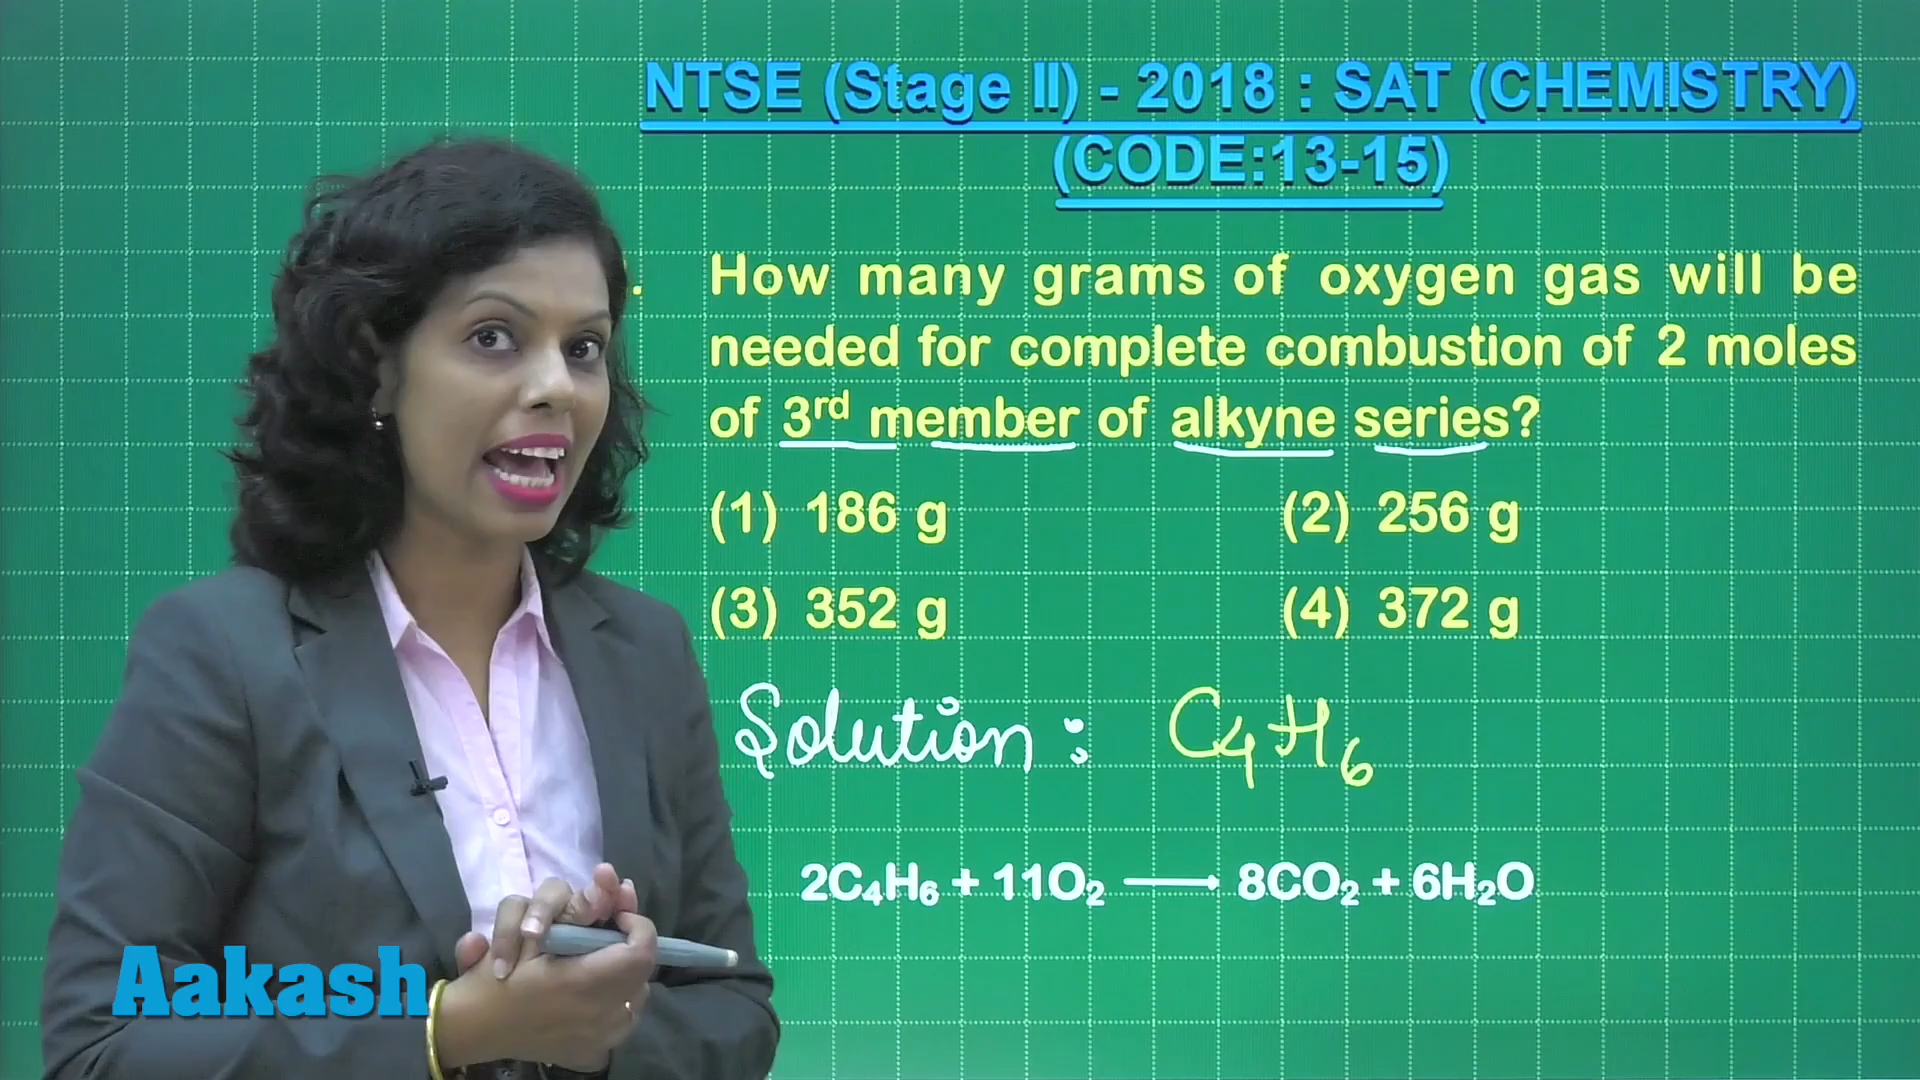 NTSE (Stage II) - 2018 : SAT (CHEMISTRY)
(CODE:13-15)
. How many grams of oxygen gas will be
needed for complete combustion of 2 moles
of 3rd member of alkyne series?
(1) 186 g (2) 256 g
(3) 352 g (4) 372 g
Solution : C₄H₆
2C₄H₆ + 11O₂ ⟶ 8CO₂ + 6H₂O
Aakash